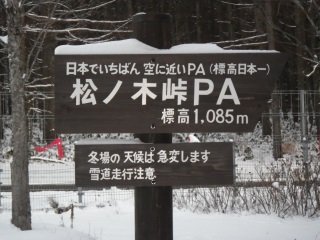 日本でいちばん 空に近いPA (標高日本一)
松ノ木峠PA
標高1,085m
冬場の 天候は 急変します
雪道走行注意